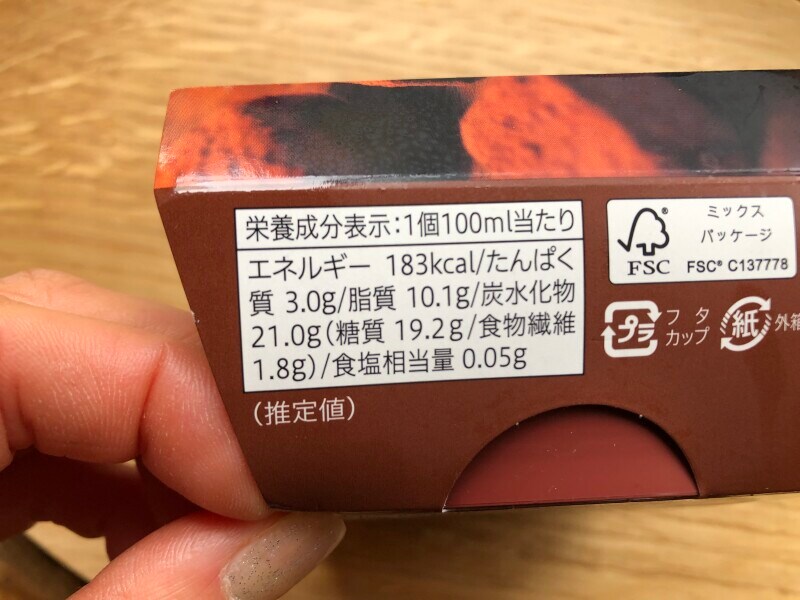 栄養成分表示:1個100ml当たり
エネルギー 183kcal/たんぱく
質 3.0g/脂質 10.1g/炭水化物
21.0g(糖質 19.2g/食物繊維
1.8g)/食塩相当量 0.05g
(推定値)
ミックス
パッケージ
FSC® C137778
FSC
プラ
フタ
カップ
紙
外箱